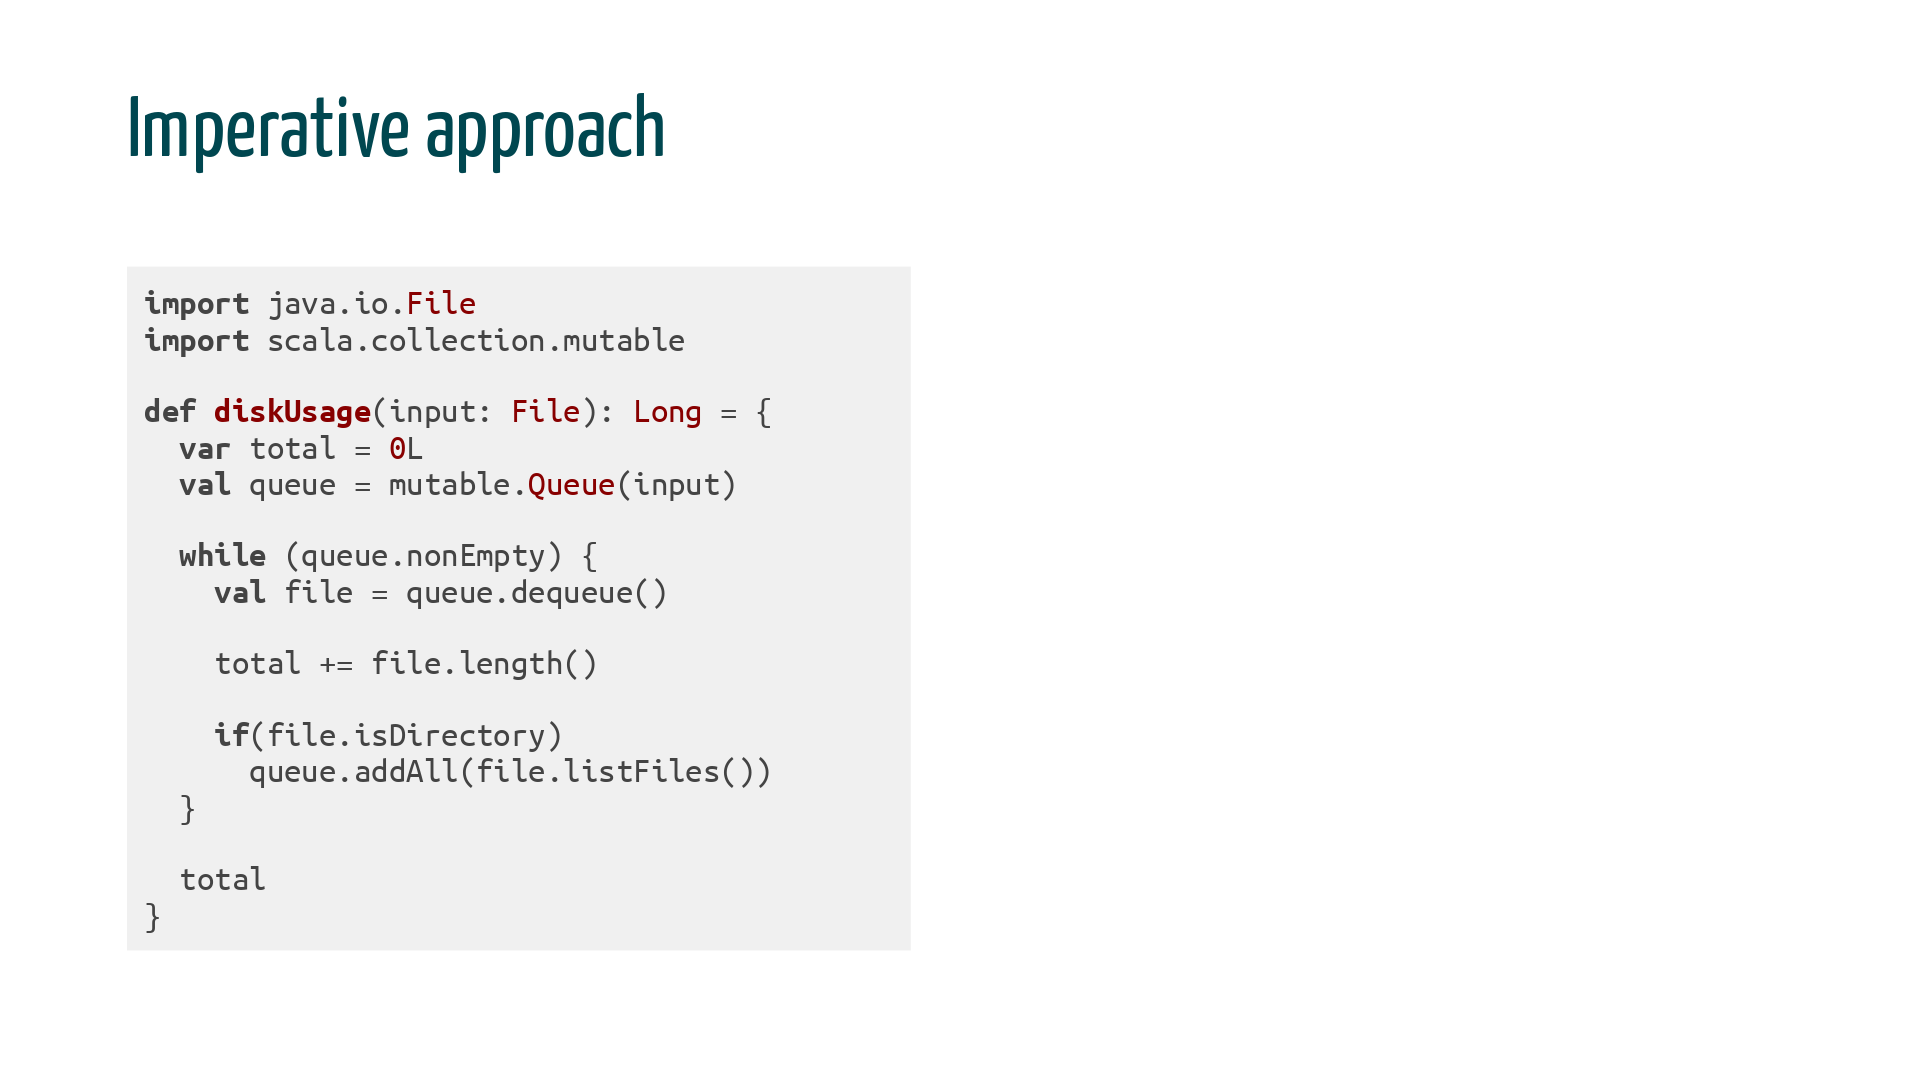 Imperative approach
import java.io.File
import scala.collection.mutable
def diskUsage(input: File): Long = {
  var total = 0L
  val queue = mutable.Queue(input)
  while (queue.nonEmpty) {
    val file = queue.dequeue()
    total += file.length()
    if(file.isDirectory)
      queue.addAll(file.listFiles())
  }
  total
}